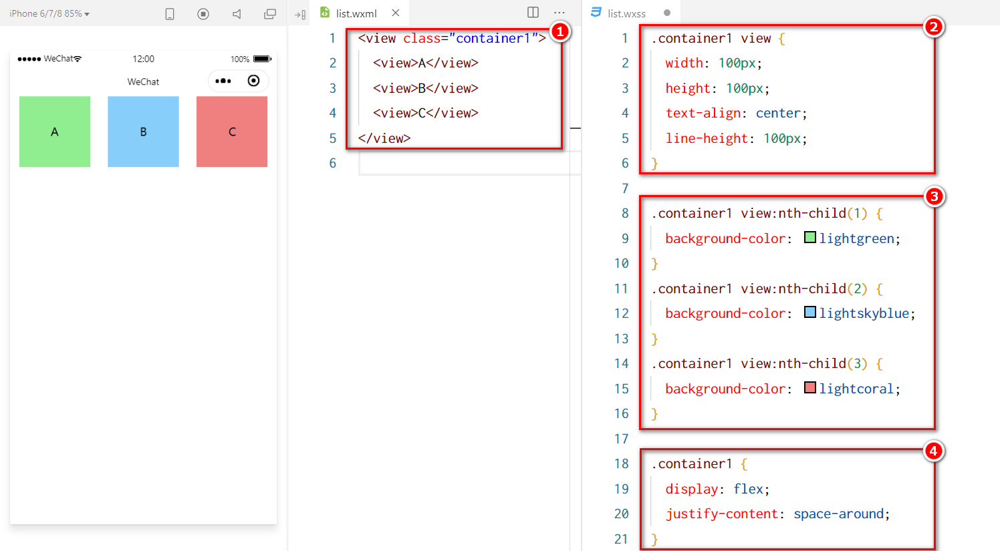 iPhone 6/7/8 85%
WeChat
12:00
100%
WeChat
A
B
C
list.wxml
1
1 <view class="container1">
2 <view>A</view>
3 <view>B</view>
4 <view>C</view>
5 </view>
6
list.wxss
2
1 .container1 view {
2 width: 100px;
3 height: 100px;
4 text-align: center;
5 line-height: 100px;
6 }
7
3
8 .container1 view:nth-child(1) {
9 background-color: lightgreen;
10 }
11 .container1 view:nth-child(2) {
12 background-color: lightskyblue;
13 }
14 .container1 view:nth-child(3) {
15 background-color: lightcoral;
16 }
17
4
18 .container1 {
19 display: flex;
20 justify-content: space-around;
21 }